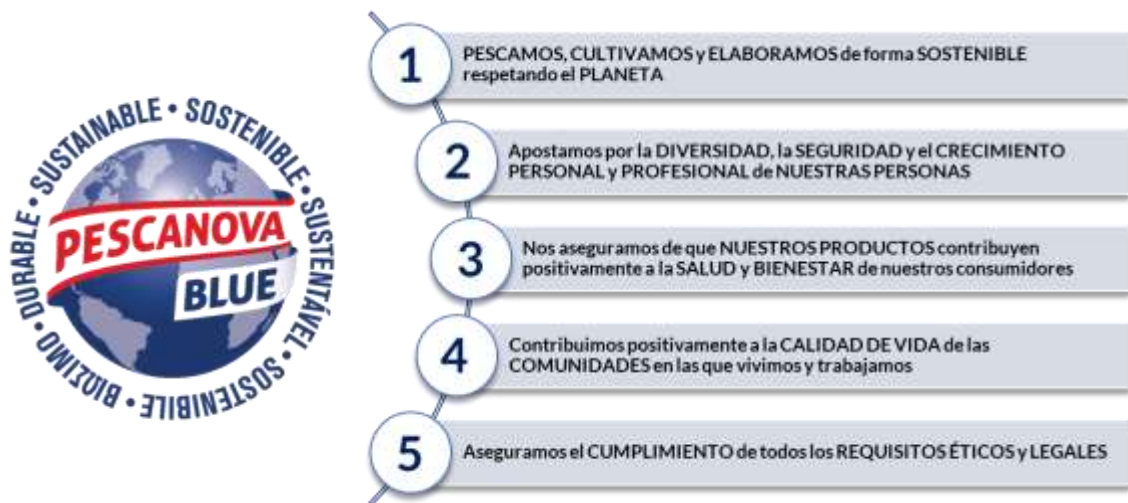 SUSTAINABLE • SOSTENIBLE • SUSTENTÁVEL • SOSTENIBILE • ΒΙΩΣΙΜΟ • DURABLE •
PESCANOVA
BLUE
1
PESCAMOS, CULTIVAMOS y ELABORAMOS de forma SOSTENIBLE
respetando el PLANETA
2
Apostamos por la DIVERSIDAD, la SEGURIDAD y el CRECIMIENTO
PERSONAL y PROFESIONAL de NUESTRAS PERSONAS
3
Nos aseguramos de que NUESTROS PRODUCTOS contribuyen
positivamente a la SALUD y BIENESTAR de nuestros consumidores
4
Contribuimos positivamente a la CALIDAD DE VIDA de las
COMUNIDADES en las que vivimos y trabajamos
5
Aseguramos el CUMPLIMIENTO de todos los REQUISITOS ÉTICOS y LEGALES